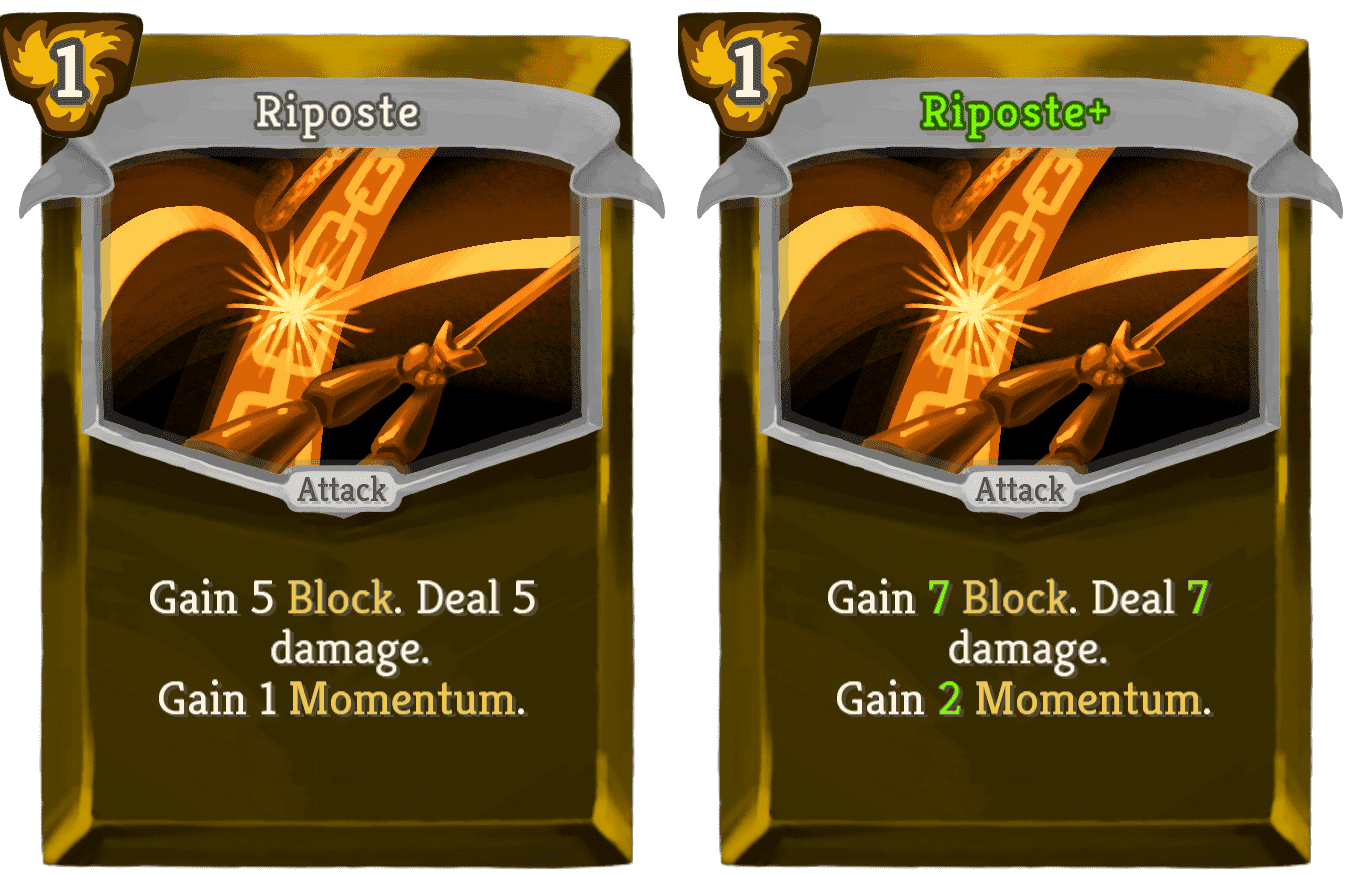 1
Riposte
Attack
Gain 5 Block. Deal 5
damage.
Gain 1 Momentum.
1
Riposte+
Attack
Gain 7 Block. Deal 7
damage.
Gain 2 Momentum.